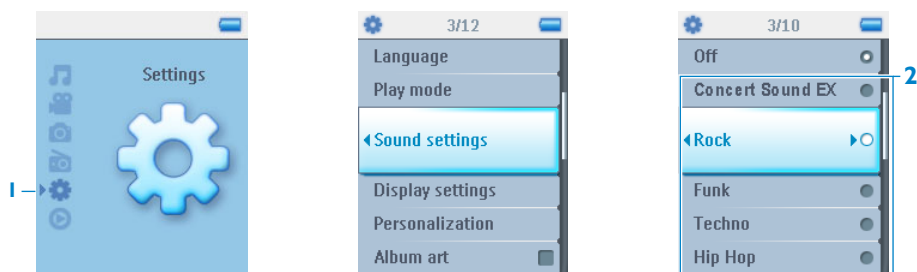 Settings
1
3/12
Language
Play mode
Sound settings
Display settings
Personalization
Album art
3/10
Off
Concert Sound EX
Rock
Funk
Techno
Hip Hop
2